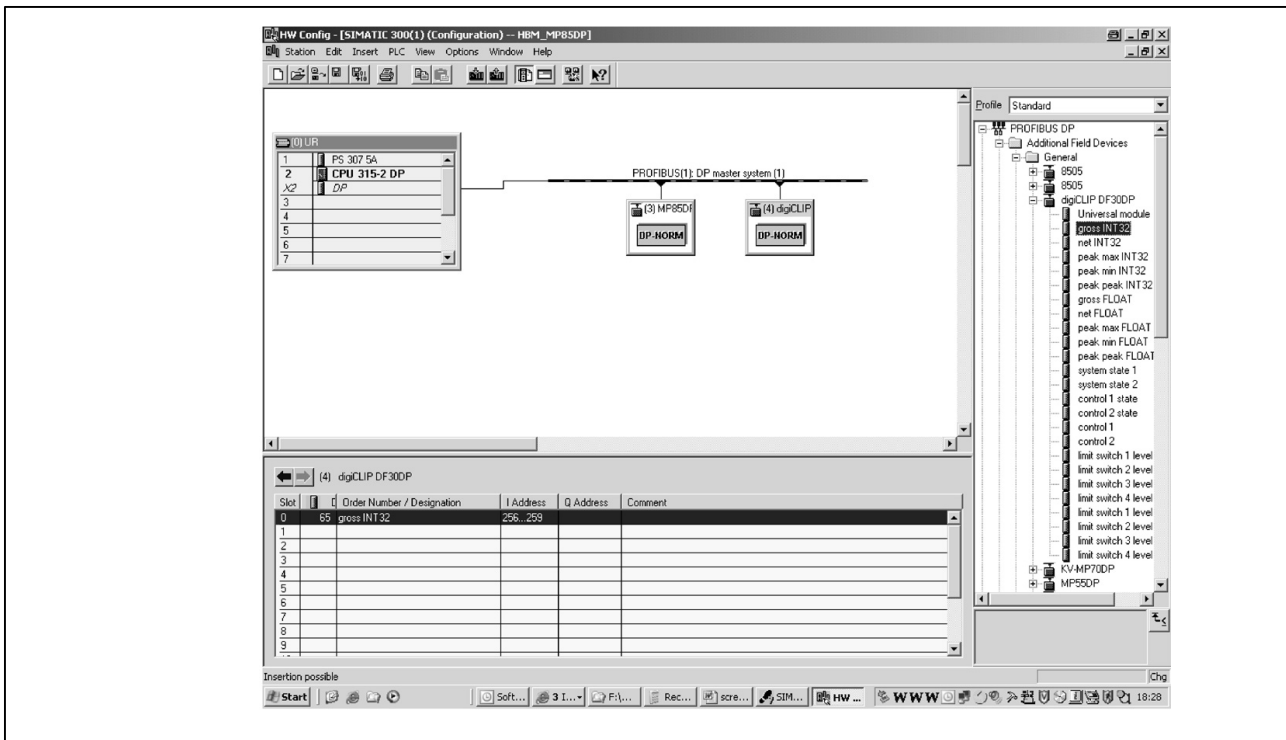 HW Config - [SIMATIC 300(1) (Configuration) -- HBM_MP85DP]
Station Edit Insert PLC View Options Window Help
(0) UR
1 PS 307 5A
2 CPU 315-2 DP
X2 DP
3
4
5
6
7
PROFIBUS(1): DP master system (1)
(3) MP85DP
DP-NORM
(4) digiCLIP
DP-NORM
Profile Standard
PROFIBUS DP
Additional Field Devices
General
8505
8505
digiCLIP DF30DP
Universal module
gross INT32
net INT32
peak max INT32
peak min INT32
peak peak INT32
gross FLOAT
net FLOAT
peak max FLOAT
peak min FLOAT
peak peak FLOAT
system state 1
system state 2
control 1 state
control 2 state
control 1
control 2
limit switch 1 level
limit switch 2 level
limit switch 3 level
limit switch 4 level
limit switch 1 level
limit switch 2 level
limit switch 3 level
limit switch 4 level
KV-MP70DP
MP55DP
(4) digiCLIP DF30DP
Slot D Order Number / Designation I Address Q Address Comment
0 65 gross INT32 256...259
1
2
3
4
5
6
7
8
9
Insertion possible
Chg
Start Soft... 3 I... F:\... Rec... scre... SIM... HW ... W W W 18:28